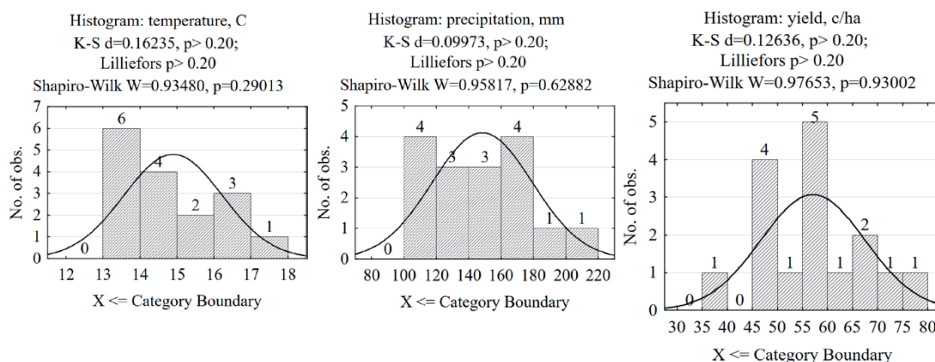 Histogram: temperature, C
K-S d=0.16235, p> 0.20;
Lilliefors p> 0.20
Shapiro-Wilk W=0.93480, p=0.29013
No. of obs.
7
6
5
4
3
2
1
0
6
4
2
3
1
0
12 13 14 15 16 17 18
X <= Category Boundary
Histogram: precipitation, mm
K-S d=0.09973, p> 0.20;
Lilliefors p> 0.20
Shapiro-Wilk W=0.95817, p=0.62882
No. of obs.
5
4
3
2
1
0
4
3
3
4
1
1
0
80 100 120 140 160 180 200 220
X <= Category Boundary
Histogram: yield, c/ha
K-S d=0.12636, p> 0.20;
Lilliefors p> 0.20
Shapiro-Wilk W=0.97653, p=0.93002
No. of obs.
5
4
3
2
1
0
0
1
0
4
1
5
1
2
1
1
30 35 40 45 50 55 60 65 70 75 80
X <= Category Boundary